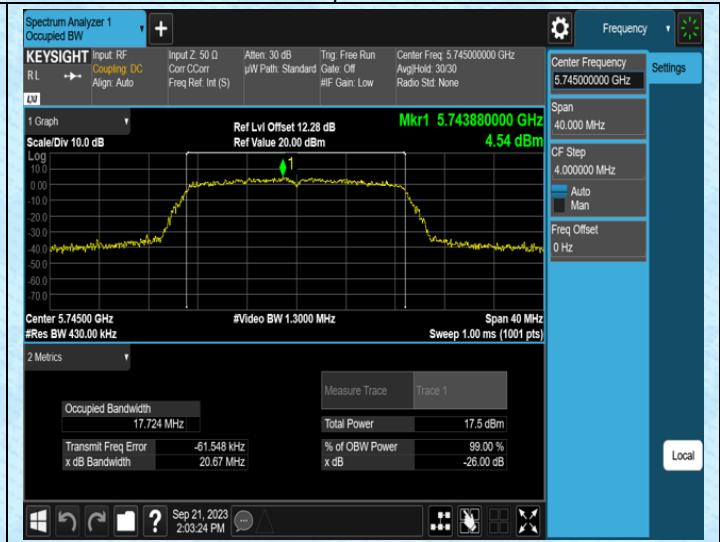 Spectrum Analyzer 1
Occupied BW
Frequency
KEYSIGHT Input: RF Input Z: 50 Ω Atten: 30 dB Trig: Free Run Center Freq: 5.745000000 GHz
RL Coupling: DC Corr CCorr µW Path: Standard Gate: Off Avg|Hold: 30/30
Align: Auto Freq Ref: Int (S) #IF Gain: Low Radio Std: None
LXI
Center Frequency
5.745000000 GHz
Settings
Span
40.000 MHz
CF Step
4.000000 MHz
Auto
Man
Freq Offset
0 Hz
1 Graph
Ref Lvl Offset 12.28 dB
Mkr1 5.743880000 GHz
Scale/Div 10.0 dB
Ref Value 20.00 dBm
4.54 dBm
Log
10.0
0.00
-10.0
-20.0
-30.0
-40.0
-50.0
-60.0
-70.0
1
Center 5.74500 GHz #Video BW 1.3000 MHz Span 40 MHz
#Res BW 430.00 kHz Sweep 1.00 ms (1001 pts)
2 Metrics
Measure Trace Trace 1
Occupied Bandwidth
17.724 MHz
Total Power 17.5 dBm
Transmit Freq Error -61.548 kHz % of OBW Power 99.00 %
x dB Bandwidth 20.67 MHz x dB -26.00 dB
Local
?
Sep 21, 2023
2:03:24 PM